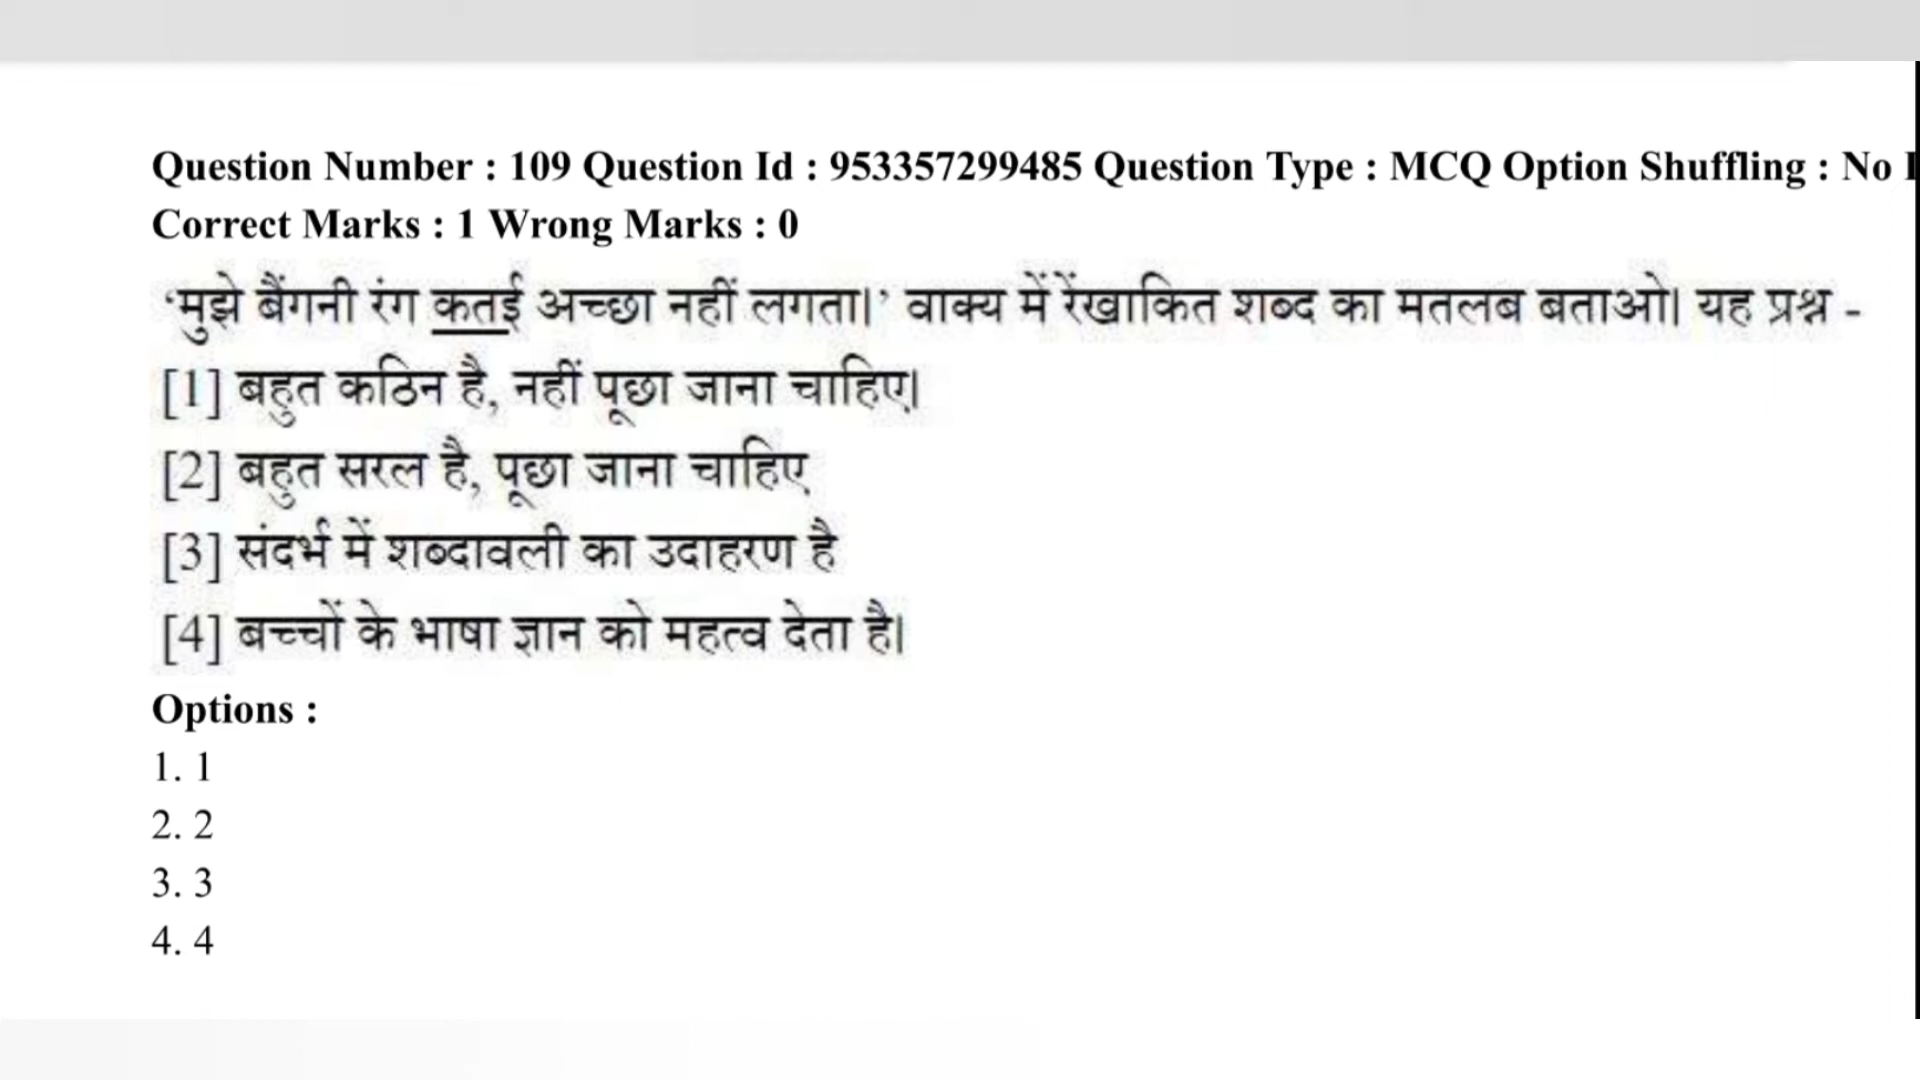 Question Number : 109 Question Id : 953357299485 Question Type : MCQ Option Shuffling : No
Correct Marks : 1 Wrong Marks : 0
‘मुझे बैंगनी रंग कतई अच्छा नहीं लगता।’ वाक्य में रेंखाकित शब्द का मतलब बताओ। यह प्रश्न -
[1] बहुत कठिन है, नहीं पूछा जाना चाहिए।
[2] बहुत सरल है, पूछा जाना चाहिए
[3] संदर्भ में शब्दावली का उदाहरण है
[4] बच्चों के भाषा ज्ञान को महत्व देता है।
Options :
1. 1
2. 2
3. 3
4. 4